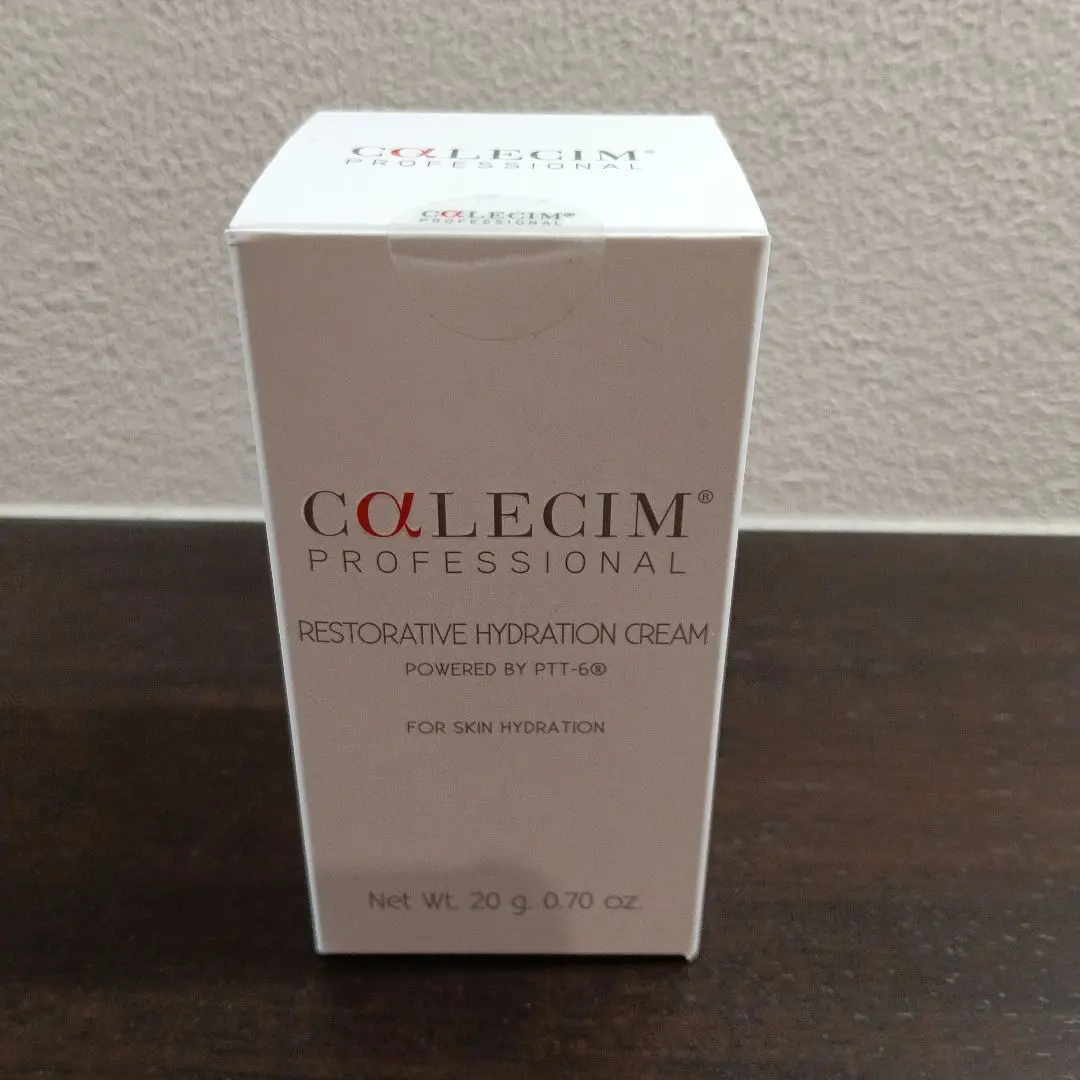 CαLECIM®
PROFESSIONAL
CαLECIM®
PROFESSIONAL
CαLECIM®
PROFESSIONAL
RESTORATIVE HYDRATION CREAM
POWERED BY PTT-6®
FOR SKIN HYDRATION
Net Wt. 20 g. 0.70 oz.